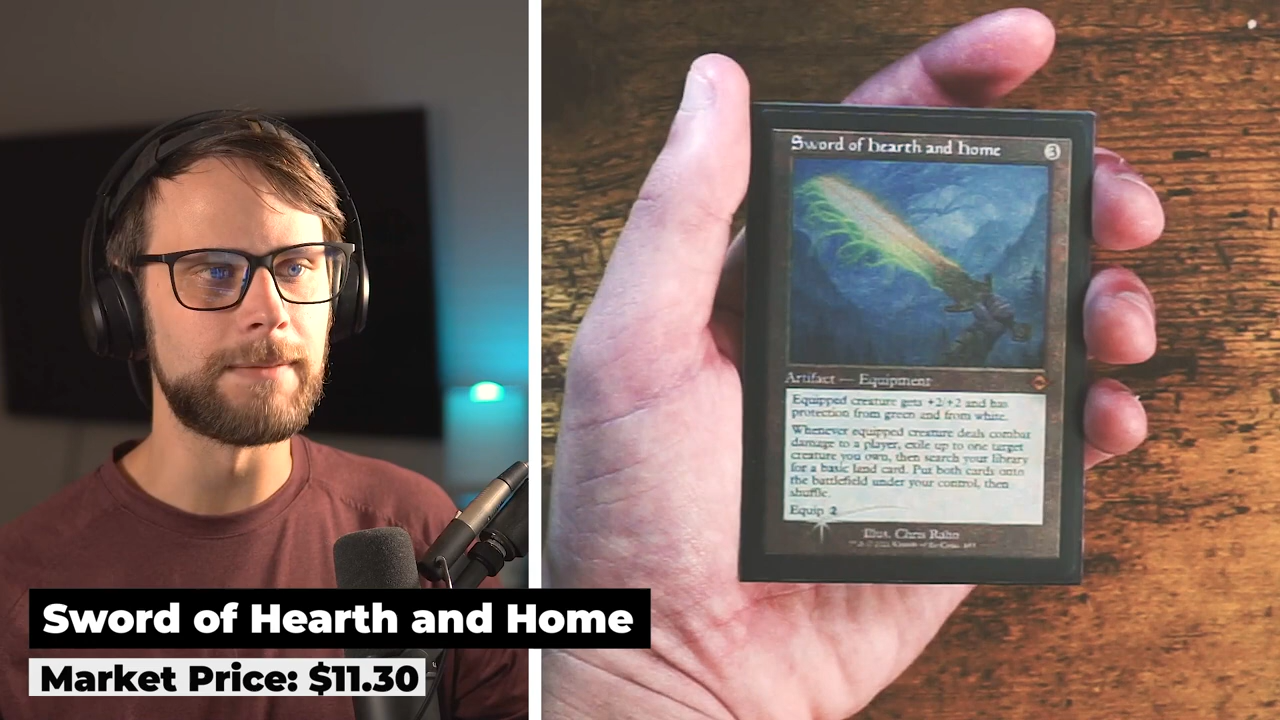 Sword of hearth and home
3
Artifact — Equipment
Equipped creature gets +2/+2 and has
protection from green and from white.
Whenever equipped creature deals combat
damage to a player, exile up to one target
creature you own, then search your library
for a basic land card. Put both cards onto
the battlefield under your control, then
shuffle.
Equip 2
Illus. Chris Rahn
Sword of Hearth and Home
Market Price: $11.30